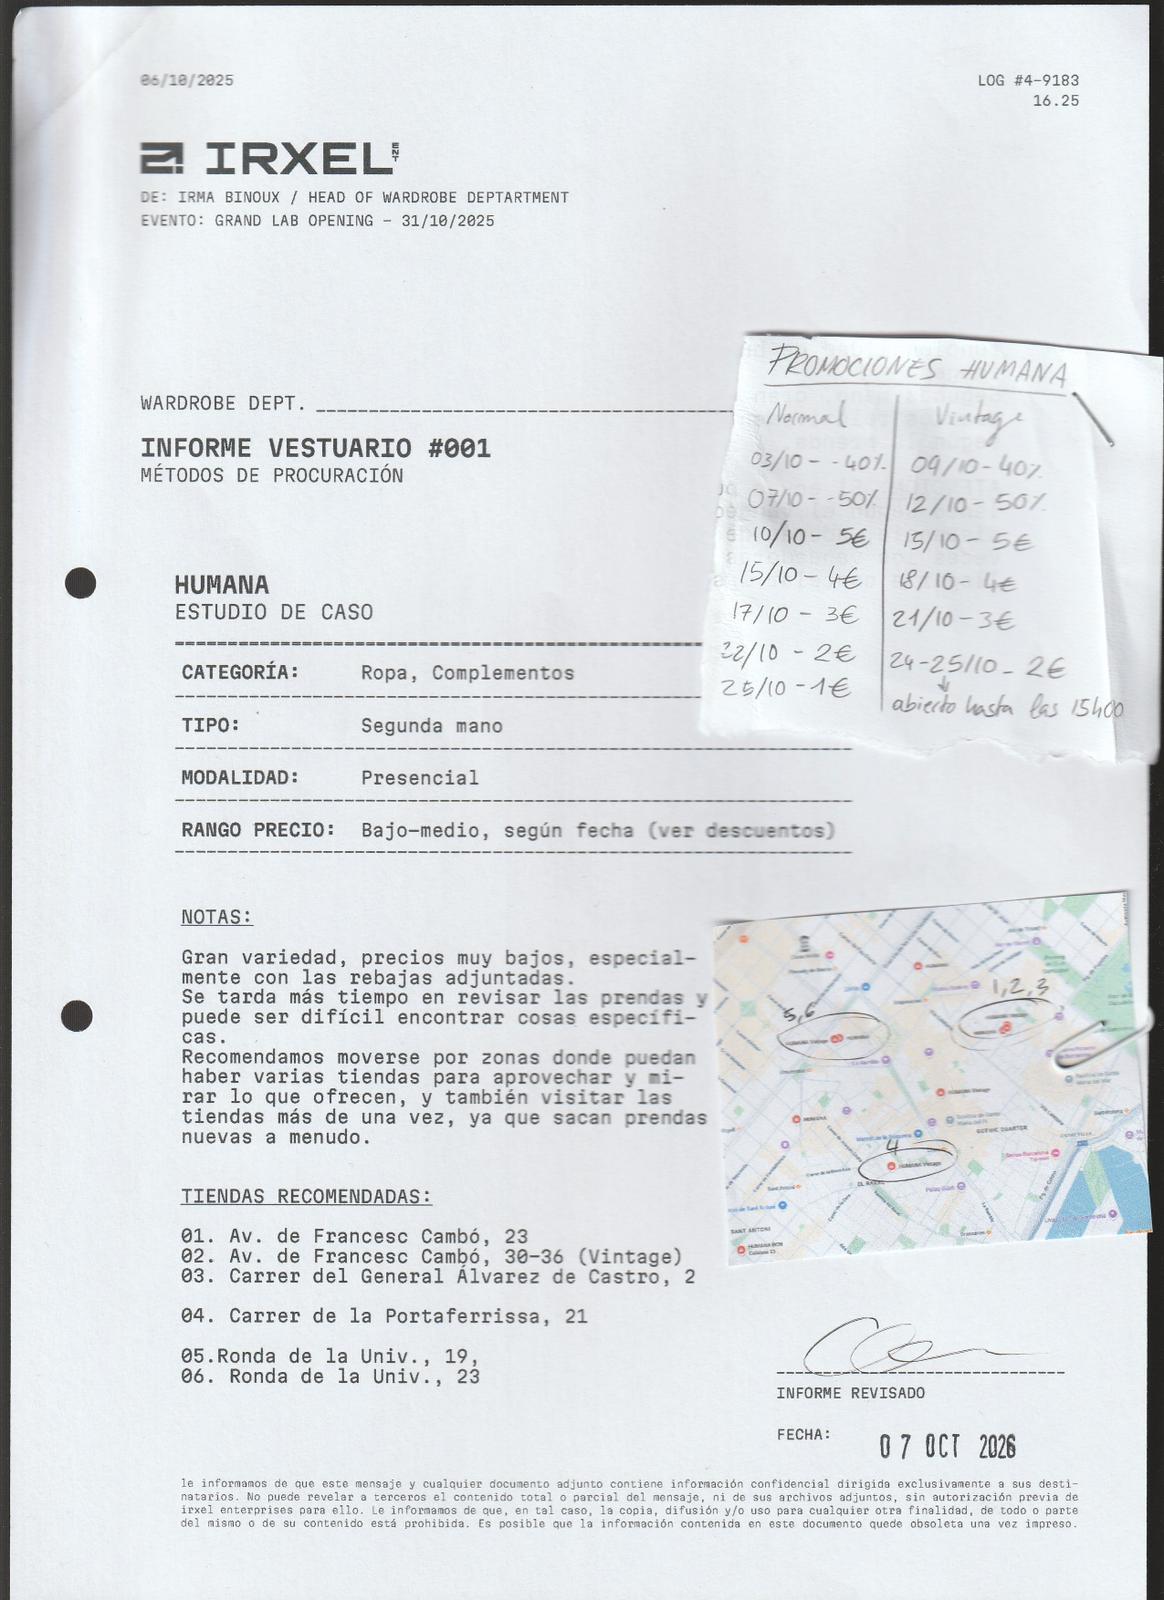 06/10/2025
LOG #4-9183
16.25
IRXEL ENT
DE: IRMA BINOUX / HEAD OF WARDROBE DEPTARTMENT
EVENTO: GRAND LAB OPENING - 31/10/2025
WARDROBE DEPT.
INFORME VESTUARIO #001
MÉTODOS DE PROCURACIÓN
PROMOCIONES HUMANA
Normal Vintage
03/10 - -40% 09/10-40%
07/10 - -50% 12/10-50%
10/10 - 5€ 15/10 - 5€
15/10 - 4€ 18/10 - 4€
17/10 - 3€ 21/10 - 3€
22/10 - 2€ 24-25/10 - 2€
25/10 - 1€ abierto hasta las 15h00
HUMANA
ESTUDIO DE CASO
CATEGORÍA: Ropa, Complementos
TIPO: Segunda mano
MODALIDAD: Presencial
RANGO PRECIO: Bajo-medio, según fecha (ver descuentos)
NOTAS:
Gran variedad, precios muy bajos, especial-
mente con las rebajas adjuntadas.
Se tarda más tiempo en revisar las prendas y
puede ser difícil encontrar cosas específi-
cas.
Recomendamos moverse por zonas donde puedan
haber varias tiendas para aprovechar y mi-
rar lo que ofrecen, y también visitar las
tiendas más de una vez, ya que sacan prendas
nuevas a menudo.
1,2,3
5,6
HUMANA Vintage
HUMANA Vintage
GOTHIC QUARTER
4
HUMANA Vintage
EL RAVAL
SANT ANTONI
TIENDAS RECOMENDADAS:
01. Av. de Francesc Cambó, 23
02. Av. de Francesc Cambó, 30-36 (Vintage)
03. Carrer del General Álvarez de Castro, 2
04. Carrer de la Portaferrissa, 21
05.Ronda de la Univ., 19,
06. Ronda de la Univ., 23
INFORME REVISADO
FECHA: 07 OCT 2026
le informamos de que este mensaje y cualquier documento adjunto contiene información confidencial dirigida exclusivamente a sus desti-
natarios. No puede revelar a terceros el contenido total o parcial del mensaje, ni de sus archivos adjuntos, sin autorización previa de
irxel enterprises para ello. Le informamos de que, en tal caso, la copia, difusión y/o uso para cualquier otra finalidad, de todo o parte
del mismo o de su contenido está prohibida. Es posible que la información contenida en este documento quede obsoleta una vez impreso.